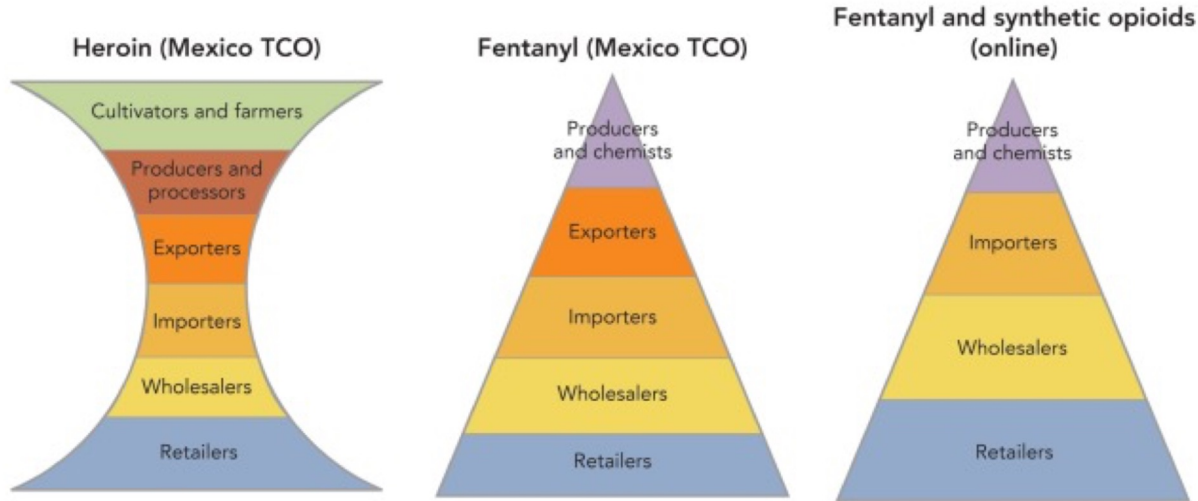 Heroin (Mexico TCO)
Cultivators and farmers
Producers and
processors
Exporters
Importers
Wholesalers
Retailers
Fentanyl (Mexico TCO)
Producers
and chemists
Exporters
Importers
Wholesalers
Retailers
Fentanyl and synthetic opioids
(online)
Producers
and chemists
Importers
Wholesalers
Retailers